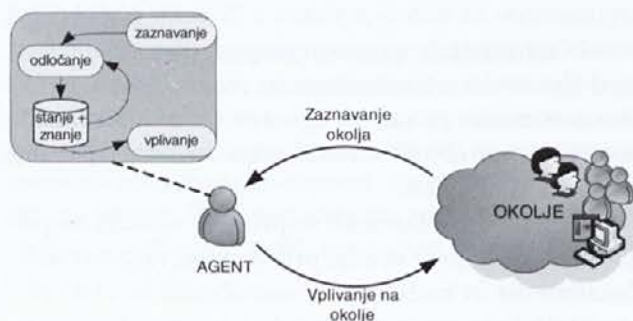 zaznavanje
odločanje
stanje +
znanje
vplivanje
Zaznavanje
okolja
OKOLJE
AGENT
Vplivanje na
okolje